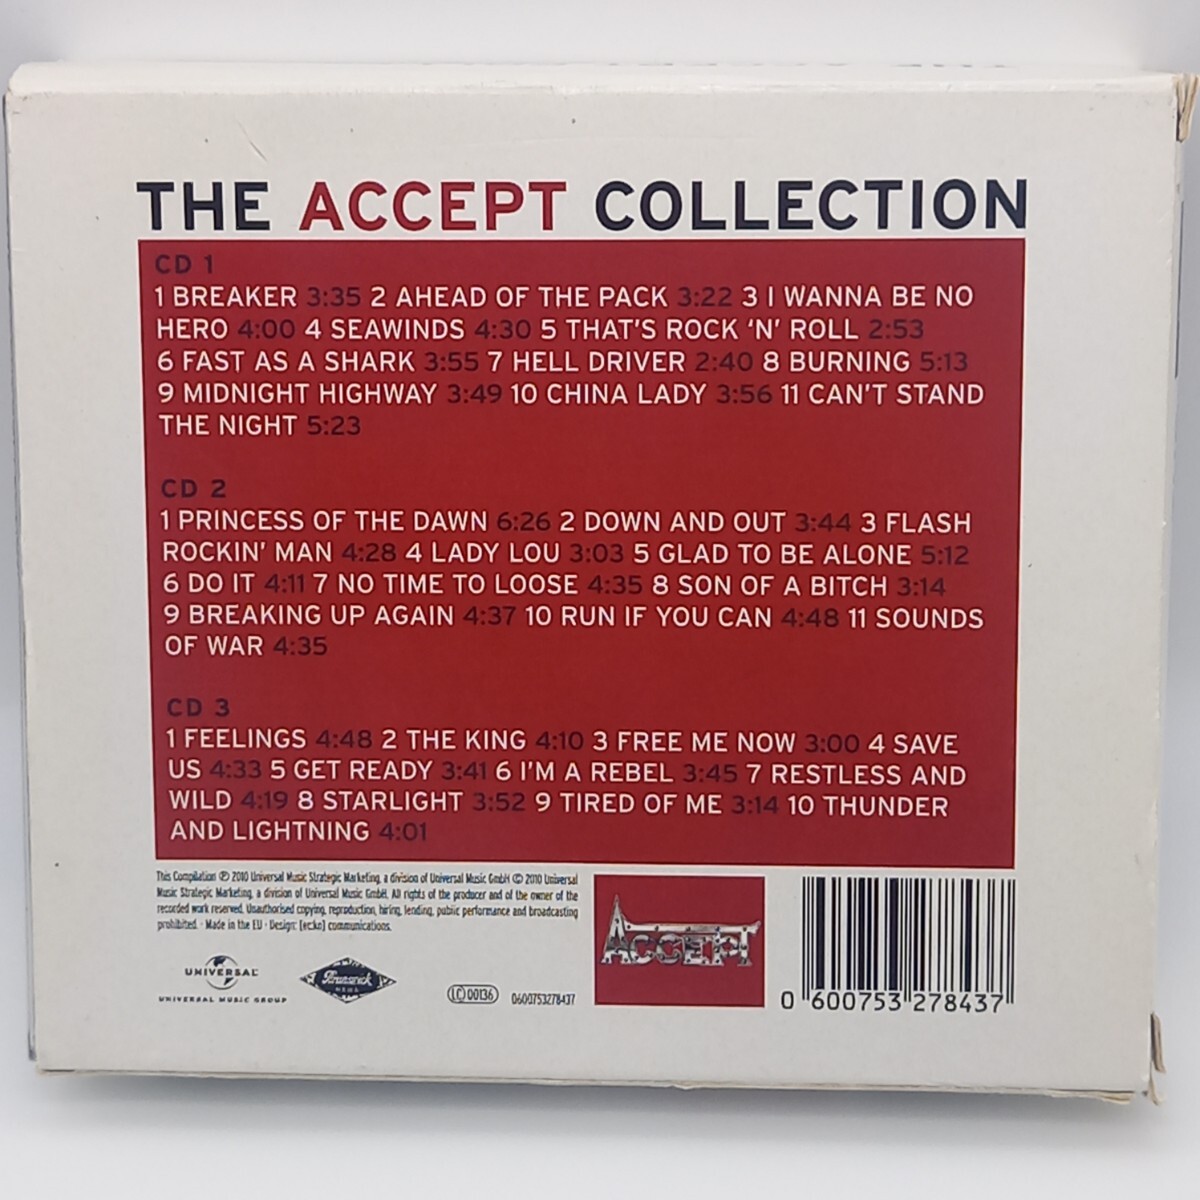 THE ACCEPT COLLECTION
CD 1
1 BREAKER 3:35 2 AHEAD OF THE PACK 3:22 3 I WANNA BE NO
HERO 4:00 4 SEAWINDS 4:30 5 THAT'S ROCK 'N' ROLL 2:53
6 FAST AS A SHARK 3:55 7 HELL DRIVER 2:40 8 BURNING 5:13
9 MIDNIGHT HIGHWAY 3:49 10 CHINA LADY 3:56 11 CAN'T STAND
THE NIGHT 5:23
CD 2
1 PRINCESS OF THE DAWN 6:26 2 DOWN AND OUT 3:44 3 FLASH
ROCKIN' MAN 4:28 4 LADY LOU 3:03 5 GLAD TO BE ALONE 5:12
6 DO IT 4:11 7 NO TIME TO LOOSE 4:35 8 SON OF A BITCH 3:14
9 BREAKING UP AGAIN 4:37 10 RUN IF YOU CAN 4:48 11 SOUNDS
OF WAR 4:35
CD 3
1 FEELINGS 4:48 2 THE KING 4:10 3 FREE ME NOW 3:00 4 SAVE
US 4:33 5 GET READY 3:41 6 I'M A REBEL 3:45 7 RESTLESS AND
WILD 4:19 8 STARLIGHT 3:52 9 TIRED OF ME 3:14 10 THUNDER
AND LIGHTNING 4:01
This Compilation ℗ 2010 Universal Music Strategic Marketing, a division of Universal Music GmbH © 2010 Universal
Music Strategic Marketing, a division of Universal Music GmbH. All rights of the producer and of the owner of the
recorded work reserved. Unauthorised copying, reproduction, hiring, lending, public performance and broadcasting
prohibited. · Made in the EU · Design: [ec:ko] communications.
UNIVERSAL
UNIVERSAL MUSIC GROUP
Brunswick
NEWS
LC 00136
0600753278437
ACCEPT
0 600753 278437